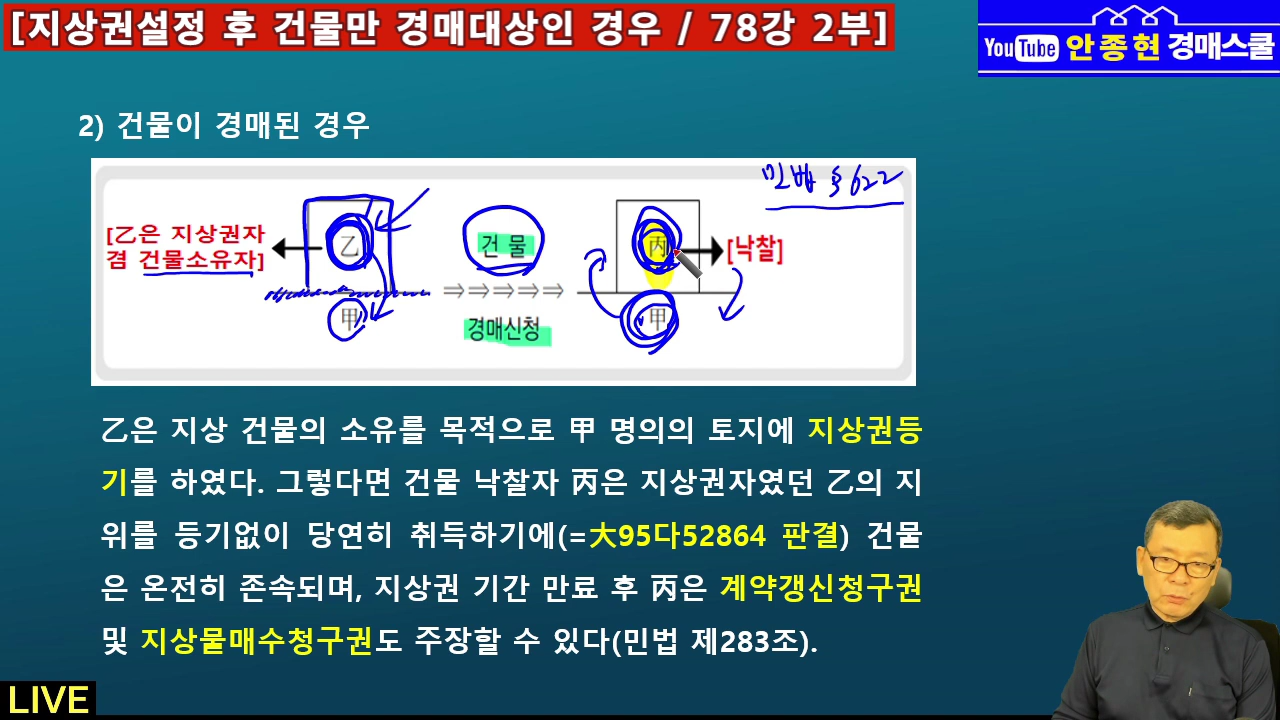 [지상권설정 후 건물만 경매대상인 경우 / 78강 2부]
YouTube 안종현 경매스쿨
2) 건물이 경매된 경우
민법 § 622
[乙은 지상권자
겸 건물소유자]
乙
건 물
丙
[낙찰]
⇒⇒⇒⇒⇒
甲
경매신청
甲
乙은 지상 건물의 소유를 목적으로 甲 명의의 토지에 지상권등
기를 하였다. 그렇다면 건물 낙찰자 丙은 지상권자였던 乙의 지
위를 등기없이 당연히 취득하기에(=大95다52864 판결) 건물
은 온전히 존속되며, 지상권 기간 만료 후 丙은 계약갱신청구권
및 지상물매수청구권도 주장할 수 있다(민법 제283조).
LIVE